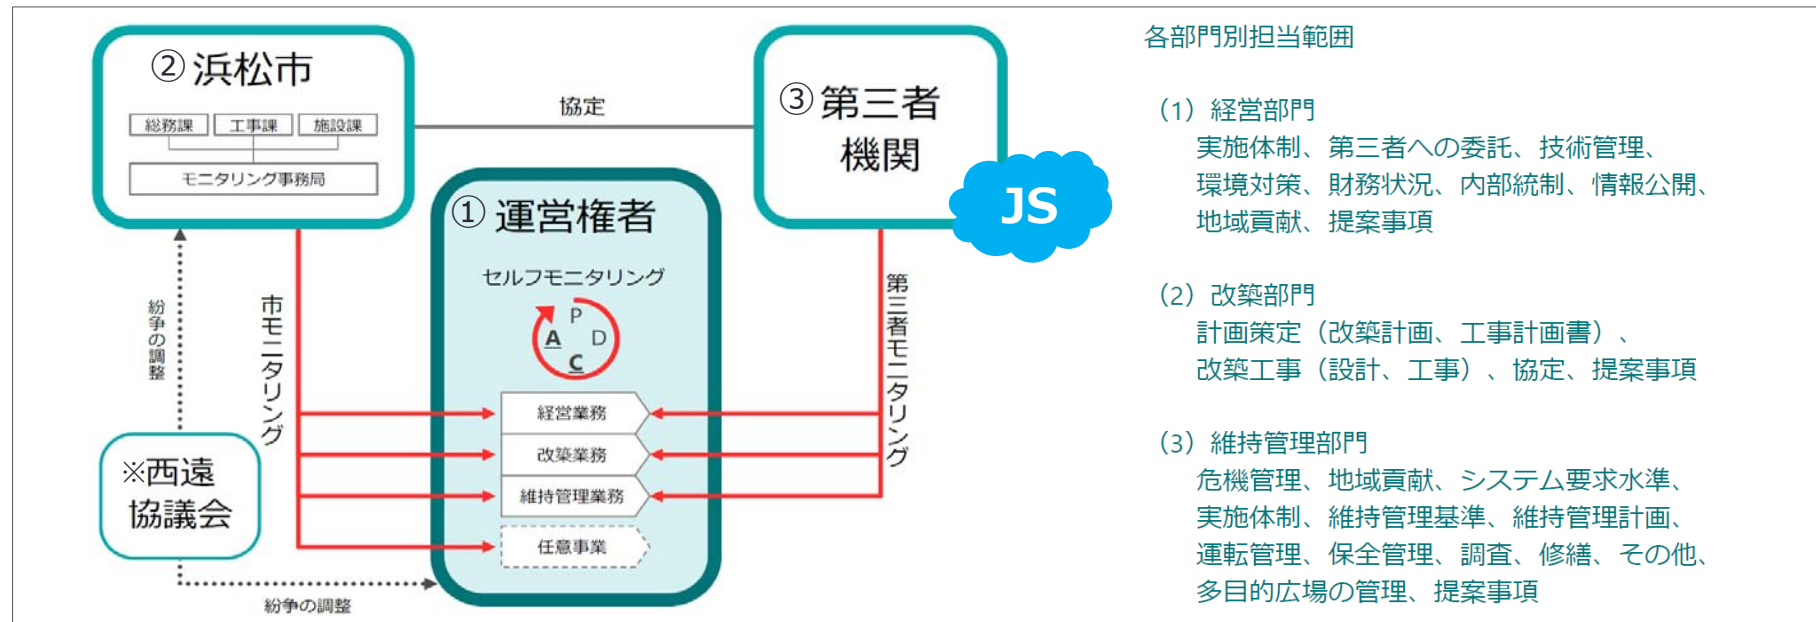 ②浜松市
総務課 工事課 施設課
モニタリング事務局
協定
③第三者
機関
JS
①運営権者
セルフモニタリング
P
D
C
A
経営業務
改築業務
維持管理業務
任意事業
市モニタリング
第三者モニタリング
紛争の調整
※西遠
協議会
紛争の調整
各部門別担当範囲
（1）経営部門
実施体制、第三者への委託、技術管理、
環境対策、財務状況、内部統制、情報公開、
地域貢献、提案事項
（2）改築部門
計画策定（改築計画、工事計画書）、
改築工事（設計、工事）、協定、提案事項
（3）維持管理部門
危機管理、地域貢献、システム要求水準、
実施体制、維持管理基準、維持管理計画、
運転管理、保全管理、調査、修繕、その他、
多目的広場の管理、提案事項